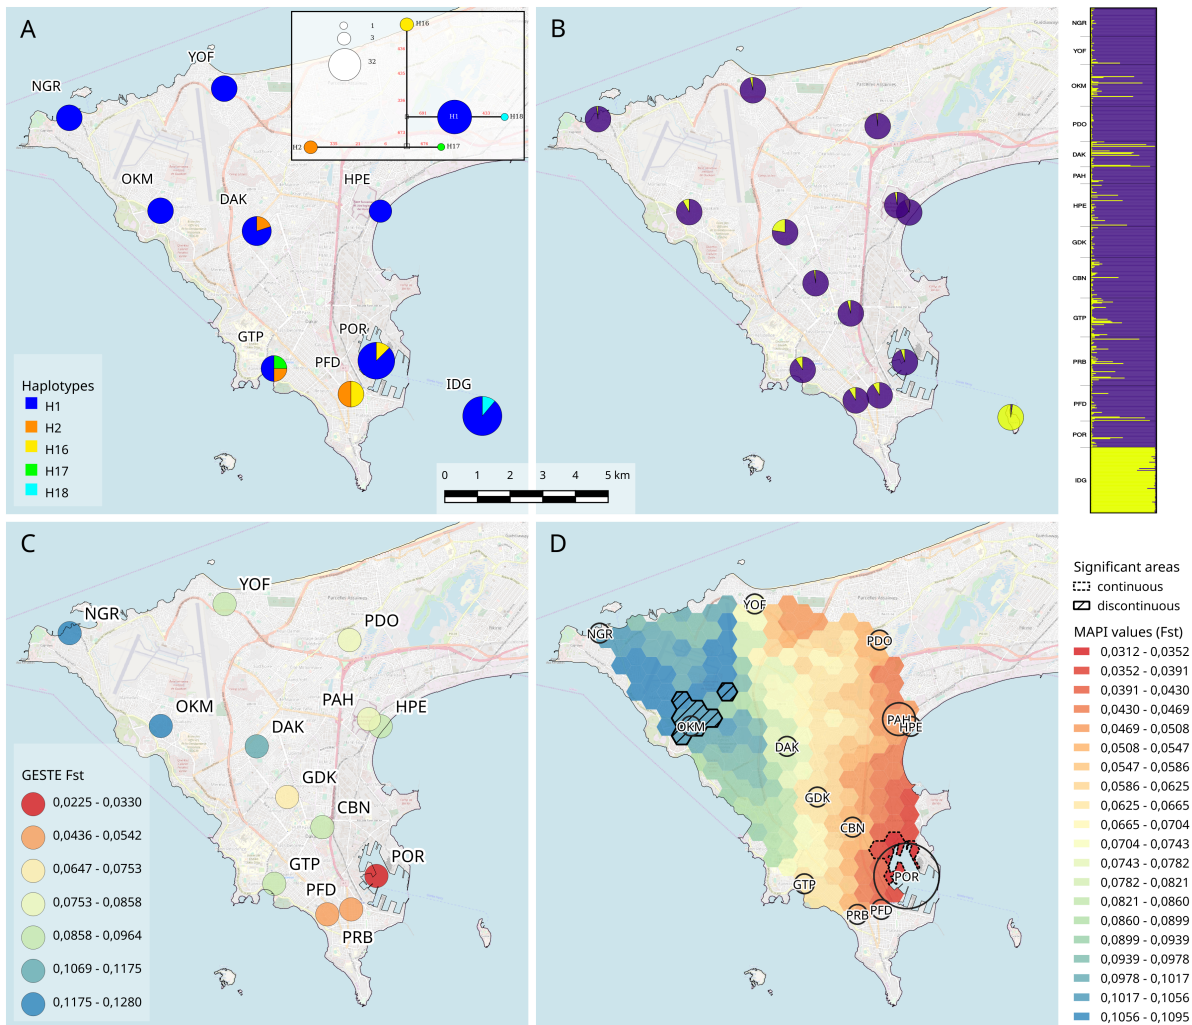 A
YOF
NGR
OKM
DAK
HPE
GTP
POR
PFD
IDG
1
3
32
H16
H1
H18
H2
H17
Haplotypes
H1
H2
H16
H17
H18
0 1 2 3 4 5 km
B
NGR
YOF
OKM
PDO
DAK
PAH
HPE
GDK
CBN
GTP
PRB
PFD
POR
IDG
C
YOF
NGR
PDO
PAH
HPE
OKM
DAK
GDK
CBN
GTP
POR
PFD
PRB
GESTE Fst
0,0225 - 0,0330
0,0436 - 0,0542
0,0647 - 0,0753
0,0753 - 0,0858
0,0858 - 0,0964
0,1069 - 0,1175
0,1175 - 0,1280
D
YOF
NGR
PDO
PAH
HPE
OKM
DAK
GDK
CBN
POR
GTP
PRB
PFD
Significant areas
continuous
discontinuous
MAPI values (Fst)
0,0312 - 0,0352
0,0352 - 0,0391
0,0391 - 0,0430
0,0430 - 0,0469
0,0469 - 0,0508
0,0508 - 0,0547
0,0547 - 0,0586
0,0586 - 0,0625
0,0625 - 0,0665
0,0665 - 0,0704
0,0704 - 0,0743
0,0743 - 0,0782
0,0782 - 0,0821
0,0821 - 0,0860
0,0860 - 0,0899
0,0899 - 0,0939
0,0939 - 0,0978
0,0978 - 0,1017
0,1017 - 0,1056
0,1056 - 0,1095